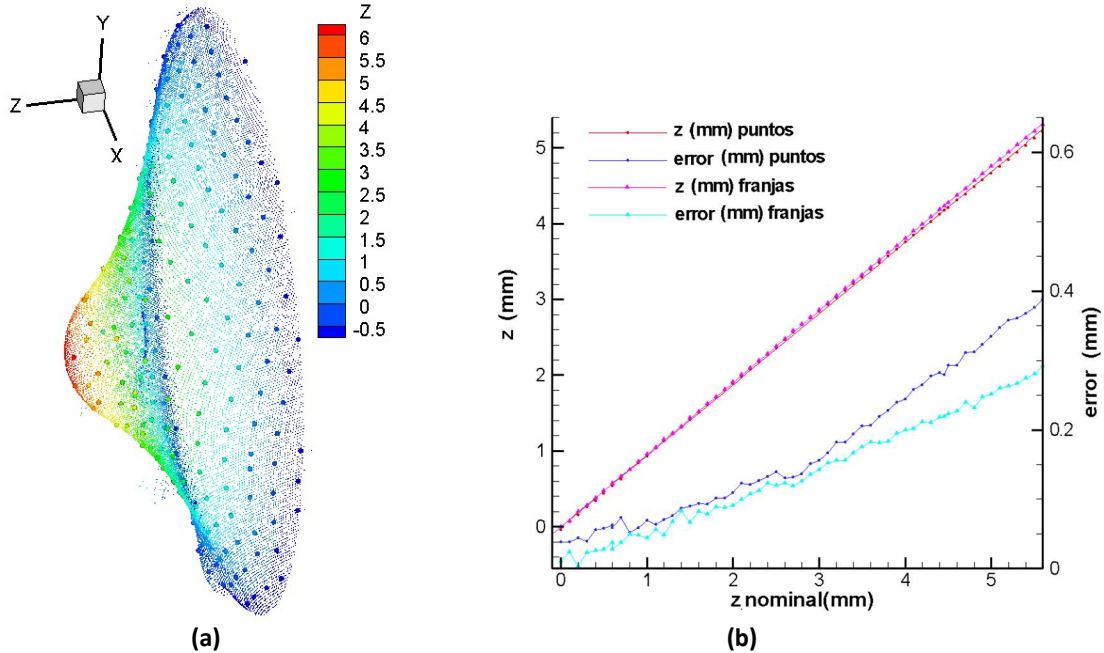 Z
Y
Z
X
6
5.5
5
4.5
4
3.5
3
2.5
2
1.5
1
0.5
0
-0.5
(a)
z (mm) puntos
error (mm) puntos
z (mm) franjas
error (mm) franjas
5
4
3
2
1
0
z (mm)
0.6
0.4
0.2
0
error (mm)
0 1 2 3 4 5
z nominal(mm)
(b)